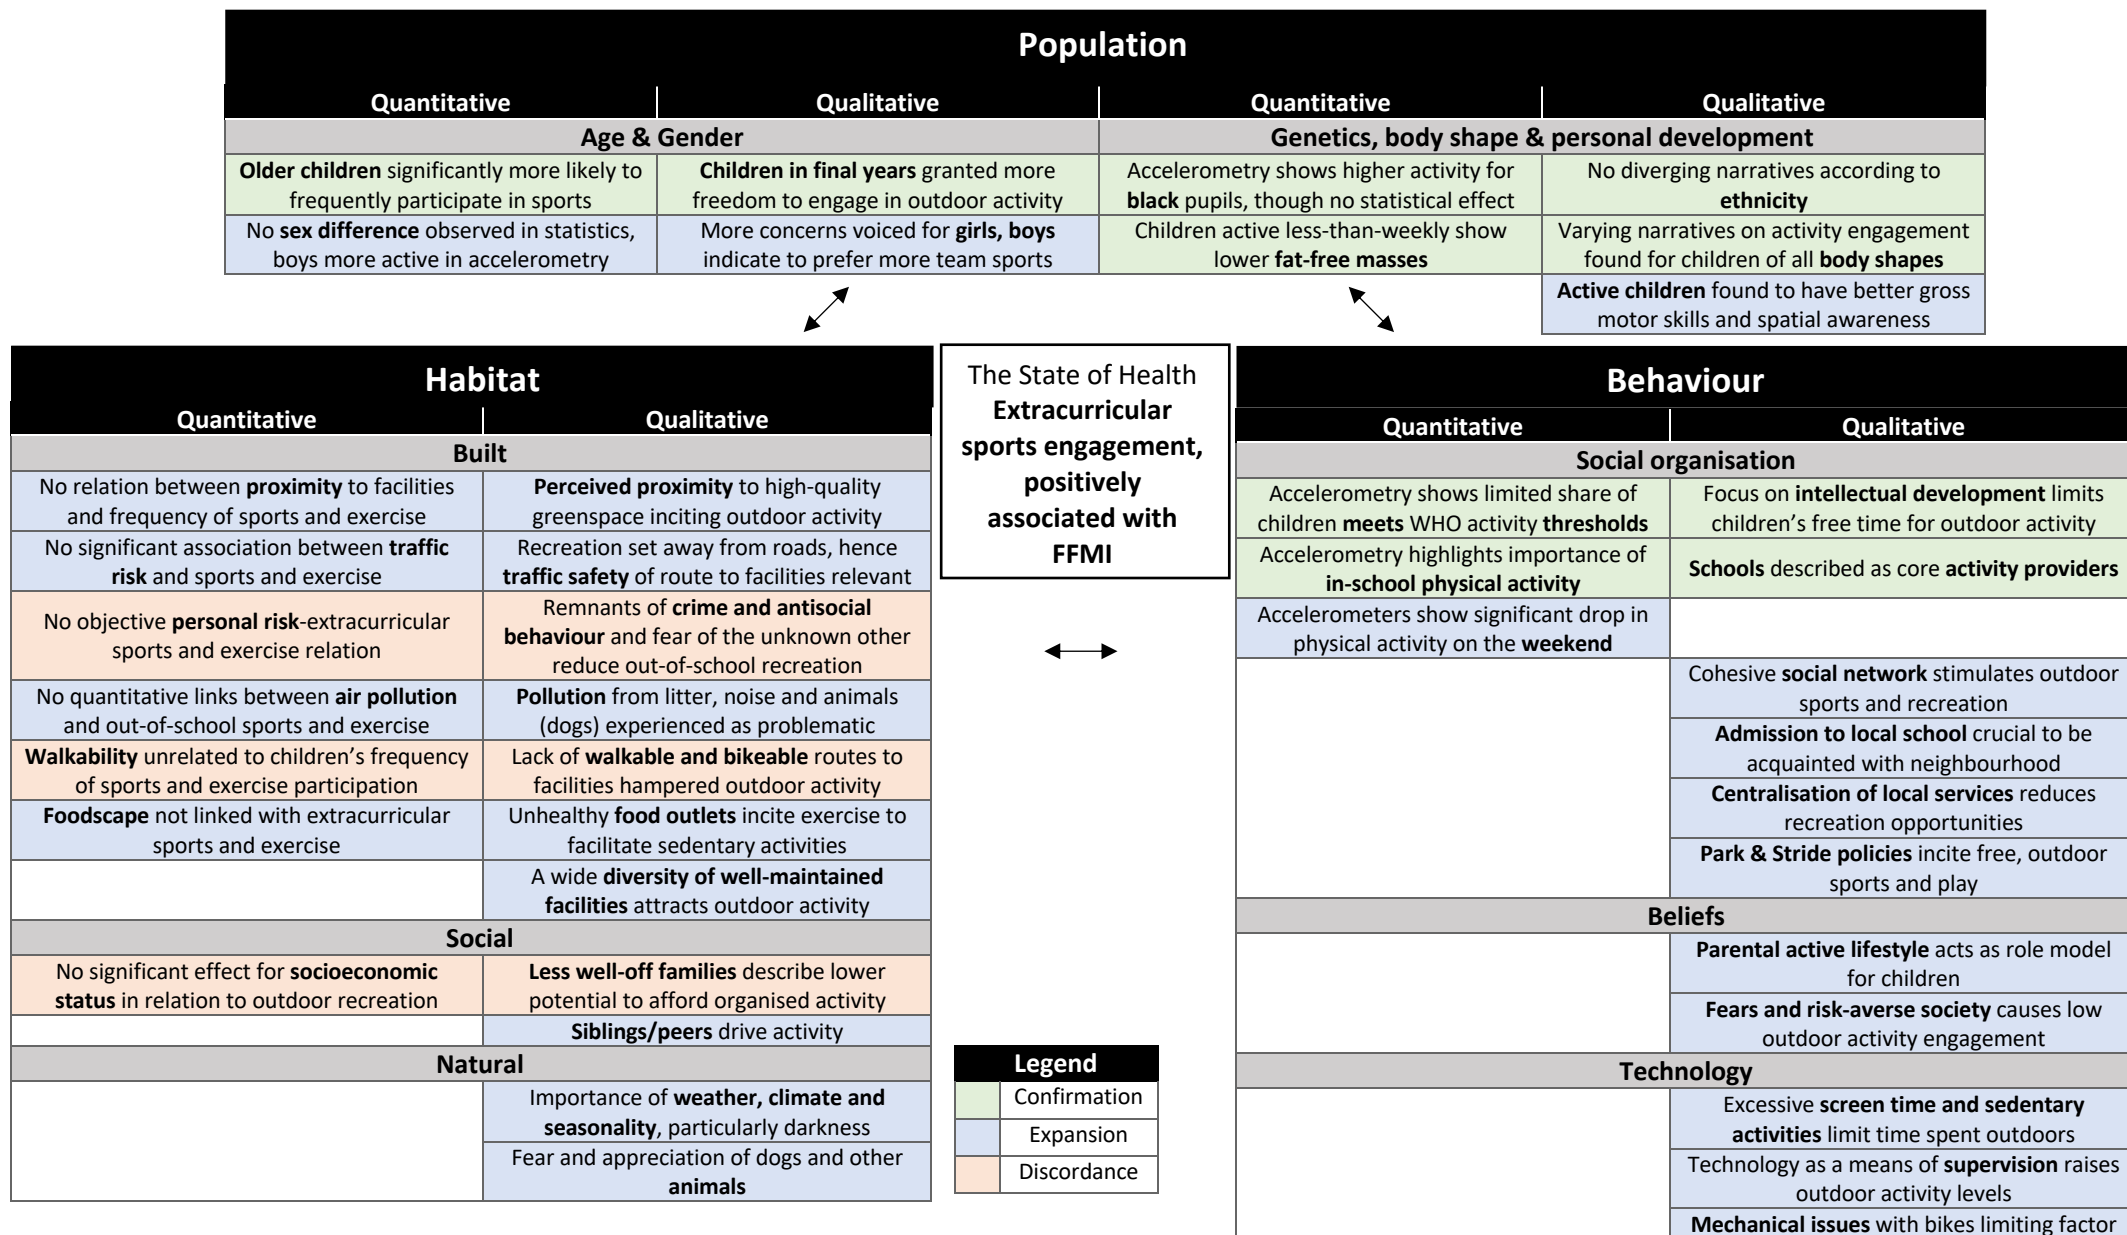 Population
Quantitative
Qualitative
Quantitative
Qualitative
Age & Gender
Genetics, body shape & personal development
Older children significantly more likely to
frequently participate in sports
Children in final years granted more
freedom to engage in outdoor activity
Accelerometry shows higher activity for
black pupils, though no statistical effect
No diverging narratives according to
ethnicity
No sex difference observed in statistics,
boys more active in accelerometry
More concerns voiced for girls, boys
indicate to prefer more team sports
Children active less-than-weekly show
lower fat-free masses
Varying narratives on activity engagement
found for children of all body shapes
Active children found to have better gross
motor skills and spatial awareness
Habitat
Quantitative
Qualitative
Built
No relation between proximity to facilities
and frequency of sports and exercise
Perceived proximity to high-quality
greenspace inciting outdoor activity
No significant association between traffic
risk and sports and exercise
Recreation set away from roads, hence
traffic safety of route to facilities relevant
No objective personal risk-extracurricular
sports and exercise relation
Remnants of crime and antisocial
behaviour and fear of the unknown other
reduce out-of-school recreation
No quantitative links between air pollution
and out-of-school sports and exercise
Pollution from litter, noise and animals
(dogs) experienced as problematic
Walkability unrelated to children's frequency
of sports and exercise participation
Lack of walkable and bikeable routes to
facilities hampered outdoor activity
Foodscape not linked with extracurricular
sports and exercise
Unhealthy food outlets incite exercise to
facilitate sedentary activities
A wide diversity of well-maintained
facilities attracts outdoor activity
Social
No significant effect for socioeconomic
status in relation to outdoor recreation
Less well-off families describe lower
potential to afford organised activity
Siblings/peers drive activity
Natural
Importance of weather, climate and
seasonality, particularly darkness
Fear and appreciation of dogs and other
animals
The State of Health
Extracurricular
sports engagement,
positively
associated with
FFMI
Legend
Confirmation
Expansion
Discordance
Behaviour
Quantitative
Qualitative
Social organisation
Accelerometry shows limited share of
children meets WHO activity thresholds
Focus on intellectual development limits
children's free time for outdoor activity
Accelerometry highlights importance of
in-school physical activity
Schools described as core activity providers
Accelerometers show significant drop in
physical activity on the weekend
Cohesive social network stimulates outdoor
sports and recreation
Admission to local school crucial to be
acquainted with neighbourhood
Centralisation of local services reduces
recreation opportunities
Park & Stride policies incite free, outdoor
sports and play
Beliefs
Parental active lifestyle acts as role model
for children
Fears and risk-averse society causes low
outdoor activity engagement
Technology
Excessive screen time and sedentary
activities limit time spent outdoors
Technology as a means of supervision raises
outdoor activity levels
Mechanical issues with bikes limiting factor